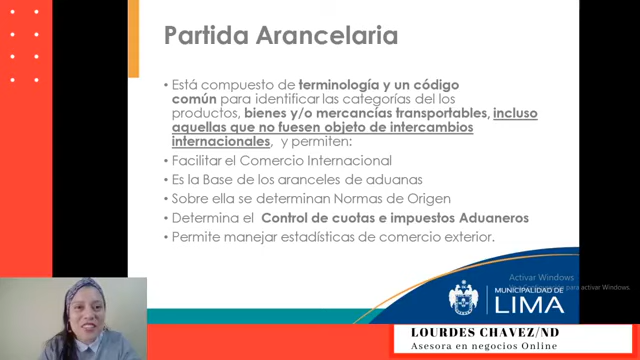 Partida Arancelaria
• Está compuesto de terminología y un código
común para identificar las categorías del los
productos, bienes y/o mercancías transportables, incluso
aquellas que no fuesen objeto de intercambios
internacionales, y permiten:
• Facilitar el Comercio Internacional
• Es la Base de los aranceles de aduanas
• Sobre ella se determinan Normas de Origen
• Determina el Control de cuotas e impuestos Aduaneros
• Permite manejar estadísticas de comercio exterior.
Activar Windows
para activar Windows.
MUNICIPALIDAD DE
LIMA
LOURDES CHAVEZ/ND
Asesora en negocios Online